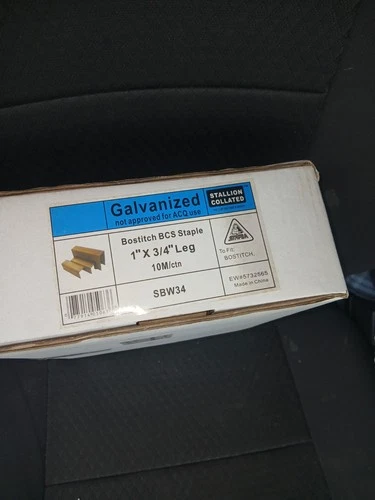 Galvanized
not approved for ACQ use
STALLION
COLLATED
Bostitch BCS Staple
1" X 3/4" Leg
10M/ctn
SBW34
To Fit:
BOSTITCH,
EW#5732565
Made in China